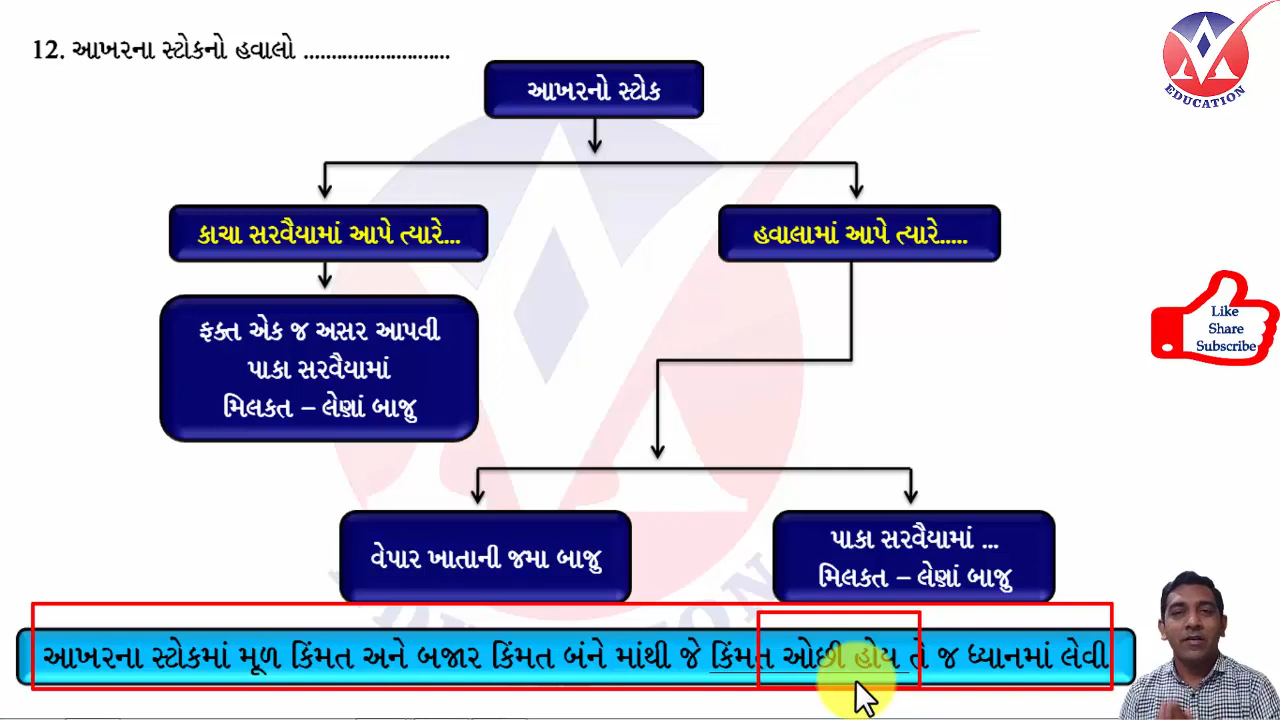 12. આખરના સ્ટોકનો હવાલો ..........................
EDUCATION
આખરનો સ્ટોક
કાચા સરવૈયામાં આપે ત્યારે...
હવાલામાં આપે ત્યારે.....
ફક્ત એક જ અસર આપવી
પાકા સરવૈયામાં
મિલકત – લેણાં બાજુ
Like
Share
Subscribe
વેપાર ખાતાની જમા બાજુ
પાકા સરવૈયામાં ...
મિલકત – લેણાં બાજુ
EDUCATION
આખરના સ્ટોકમાં મૂળ કિંમત અને બજાર કિંમત બંને માંથી જે કિંમત ઓછી હોય તે જ ધ્યાનમાં લેવી